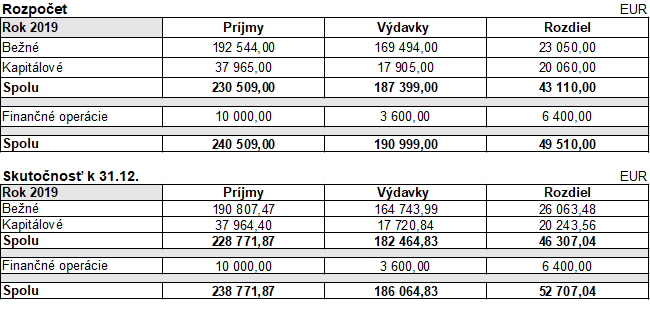 Rozpočet EUR
Rok 2019 Príjmy Výdavky Rozdiel
Bežné 192 544,00 169 494,00 23 050,00
Kapitálové 37 965,00 17 905,00 20 060,00
Spolu 230 509,00 187 399,00 43 110,00
Finančné operácie 10 000,00 3 600,00 6 400,00
Spolu 240 509,00 190 999,00 49 510,00
Skutočnosť k 31.12. EUR
Rok 2019 Príjmy Výdavky Rozdiel
Bežné 190 807,47 164 743,99 26 063,48
Kapitálové 37 964,40 17 720,84 20 243,56
Spolu 228 771,87 182 464,83 46 307,04
Finančné operácie 10 000,00 3 600,00 6 400,00
Spolu 238 771,87 186 064,83 52 707,04